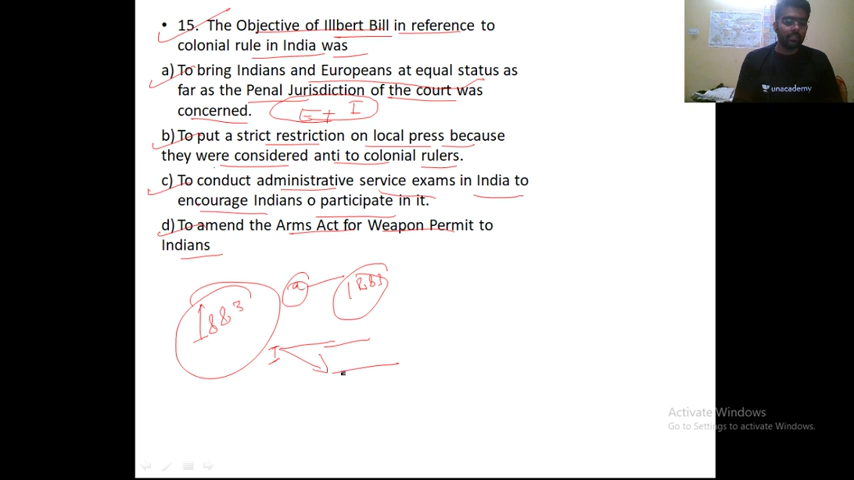 • 15. The Objective of Illbert Bill in reference to
colonial rule in India was
a) To bring Indians and Europeans at equal status as
far as the Penal Jurisdiction of the court was
concerned. E + I
b) To put a strict restriction on local press because
they were considered anti to colonial rulers.
c) To conduct administrative service exams in India to
encourage Indians o participate in it.
d) To amend the Arms Act for Weapon Permit to
Indians
a 1883
1883
I
unacademy
Activate Windows
Go to Settings to activate Windows.